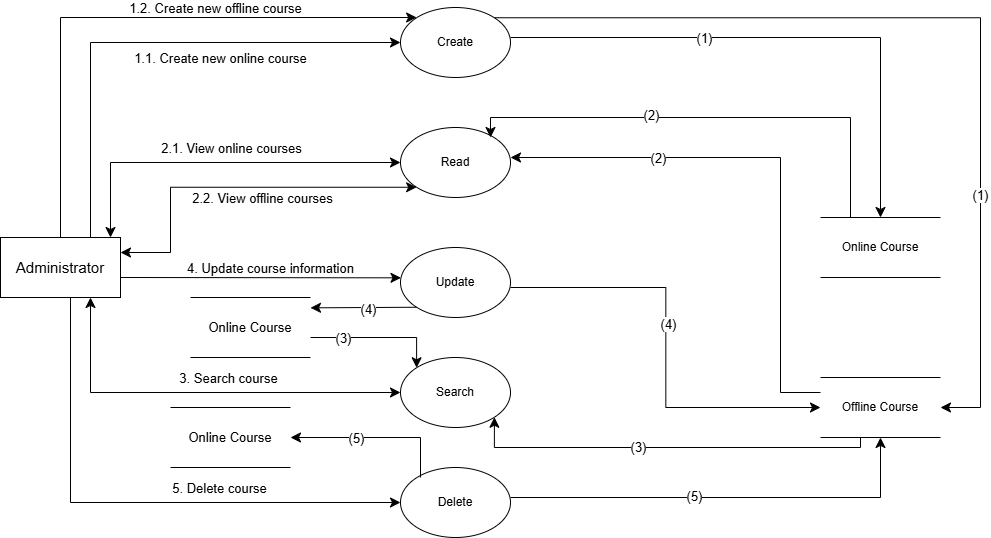 1.2. Create new offline course
Create
(1)
1.1. Create new online course
(2)
2.1. View online courses
Read
(2)
2.2. View offline courses
(1)
Online Course
Administrator
4. Update course information
Update
(4)
Online Course
(4)
(3)
3. Search course
Search
Offline Course
Online Course
(5)
(3)
5. Delete course
Delete
(5)